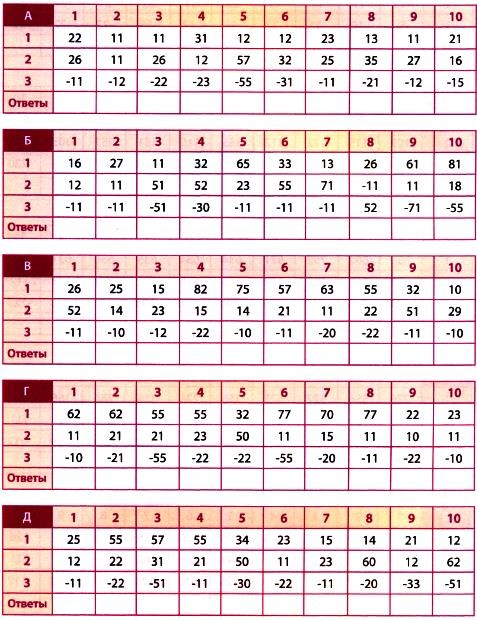 А 1 2 3 4 5 6 7 8 9 10
1 22 11 11 31 12 12 23 13 11 21
2 26 11 26 12 57 32 25 35 27 16
3 -11 -12 -22 -23 -55 -31 -11 -21 -12 -15
Ответы
Б 1 2 3 4 5 6 7 8 9 10
1 16 27 11 32 65 33 13 26 61 81
2 12 11 51 52 23 55 71 -11 11 18
3 -11 -11 -51 -30 -11 -11 -11 52 -71 -55
Ответы
В 1 2 3 4 5 6 7 8 9 10
1 26 25 15 82 75 57 63 55 32 10
2 52 14 23 15 14 21 11 22 51 29
3 -11 -10 -12 -22 -10 -11 -20 -22 -11 -10
Ответы
Г 1 2 3 4 5 6 7 8 9 10
1 62 62 55 55 32 77 70 77 22 23
2 11 21 21 23 50 11 15 11 10 11
3 -10 -21 -55 -22 -22 -55 -20 -11 -22 -10
Ответы
Д 1 2 3 4 5 6 7 8 9 10
1 25 55 57 55 34 23 15 14 21 12
2 12 22 31 21 50 11 23 60 12 62
3 -11 -22 -51 -11 -30 -22 -11 -20 -33 -51
Ответы